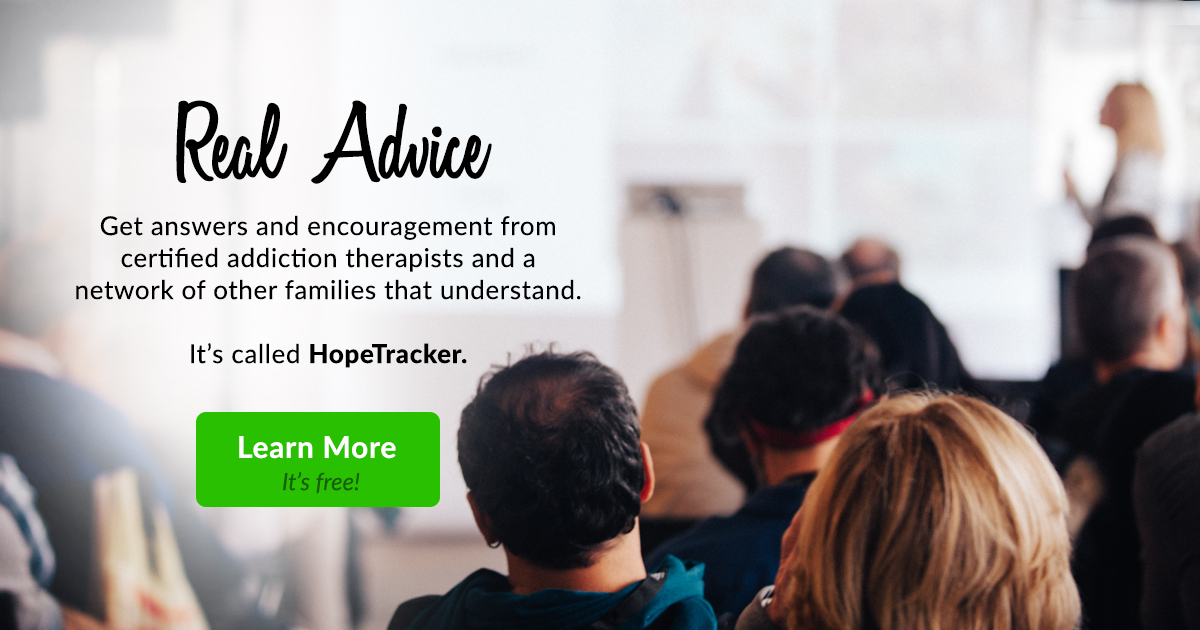 Real Advice
Get answers and encouragement from
certified addiction therapists and a
network of other families that understand.
It’s called HopeTracker.
Learn More
It’s free!